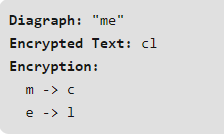 Diagraph: "me"
Encrypted Text: cl
Encryption:
m -> c
e -> l